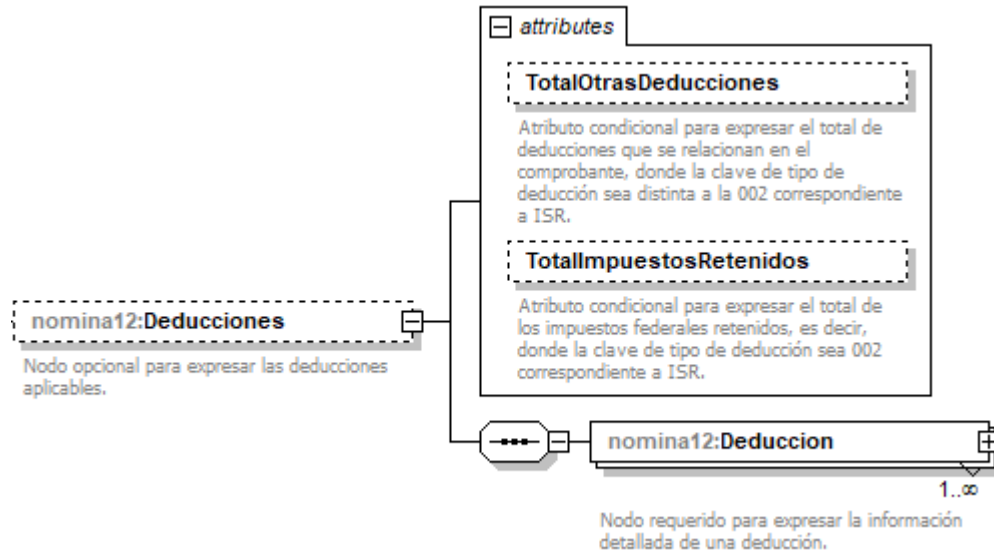 attributes
TotalOtrasDeducciones
Atributo condicional para expresar el total de
deducciones que se relacionan en el
comprobante, donde la clave de tipo de
deducción sea distinta a la 002 correspondiente
a ISR.
TotalImpuestosRetenidos
Atributo condicional para expresar el total de
los impuestos federales retenidos, es decir,
donde la clave de tipo de deducción sea 002
correspondiente a ISR.
nomina12:Deducciones
Nodo opcional para expresar las deducciones
aplicables.
nomina12:Deduccion
1..∞
Nodo requerido para expresar la información
detallada de una deducción.